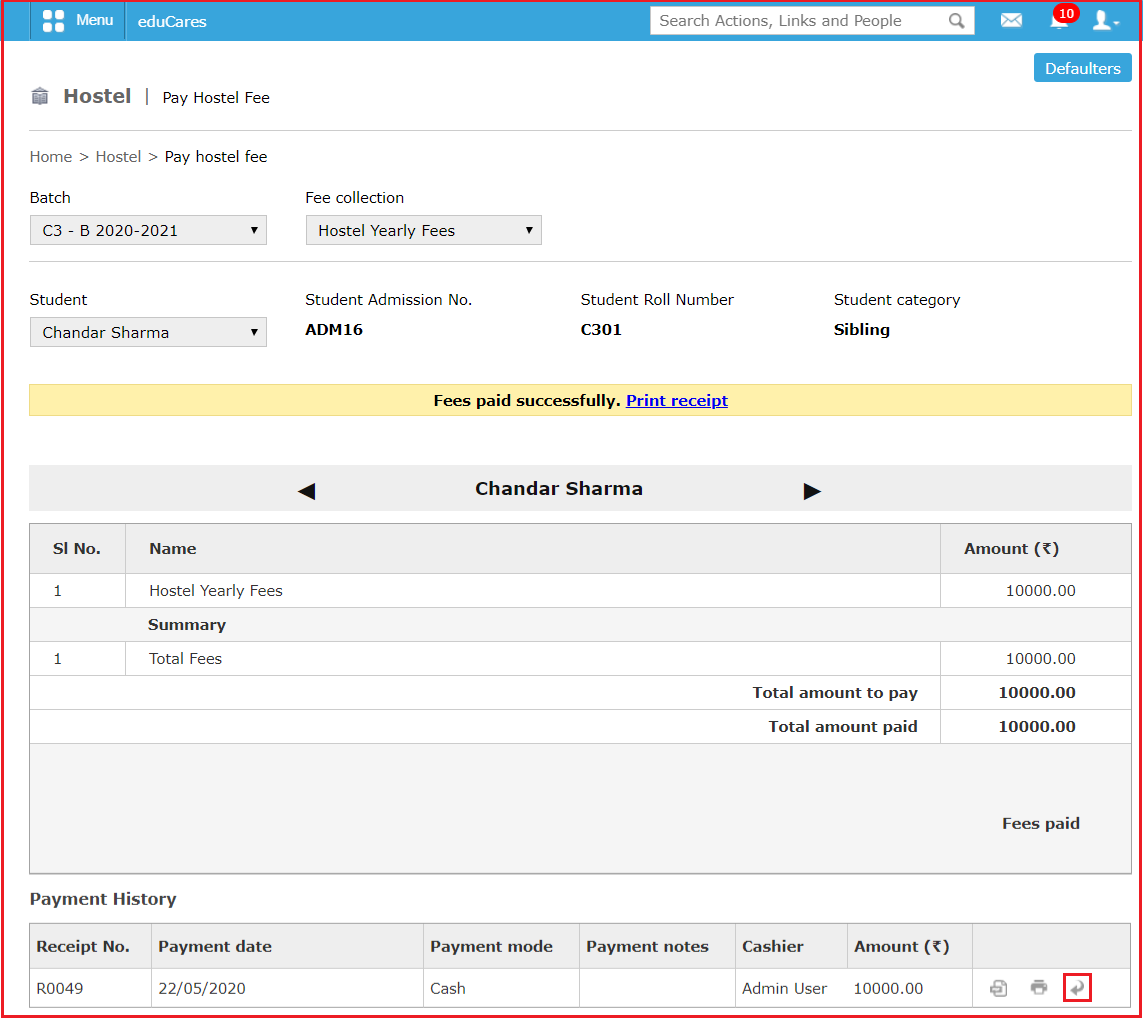 Menu eduCares Search Actions, Links and People 10
Defaulters
Hostel | Pay Hostel Fee
Home > Hostel > Pay hostel fee
Batch Fee collection
C3 - B 2020-2021 Hostel Yearly Fees
Student Student Admission No. Student Roll Number Student category
Chandar Sharma ADM16 C301 Sibling
Fees paid successfully. Print receipt
Chandar Sharma
Sl No. Name Amount (₹)
1 Hostel Yearly Fees 10000.00
Summary
1 Total Fees 10000.00
Total amount to pay 10000.00
Total amount paid 10000.00
Fees paid
Payment History
Receipt No. Payment date Payment mode Payment notes Cashier Amount (₹)
R0049 22/05/2020 Cash Admin User 10000.00